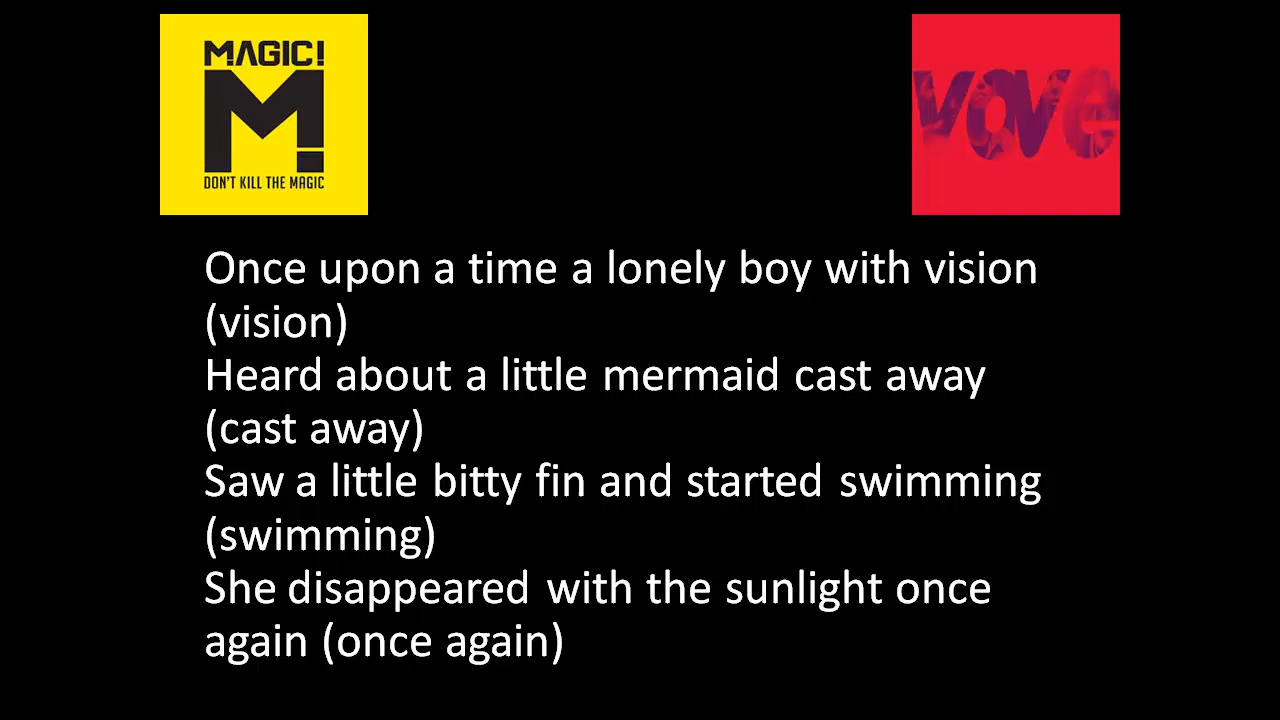 MAGIC!
M!
DON'T KILL THE MAGIC
vove
Once upon a time a lonely boy with vision
(vision)
Heard about a little mermaid cast away
(cast away)
Saw a little bitty fin and started swimming
(swimming)
She disappeared with the sunlight once
again (once again)